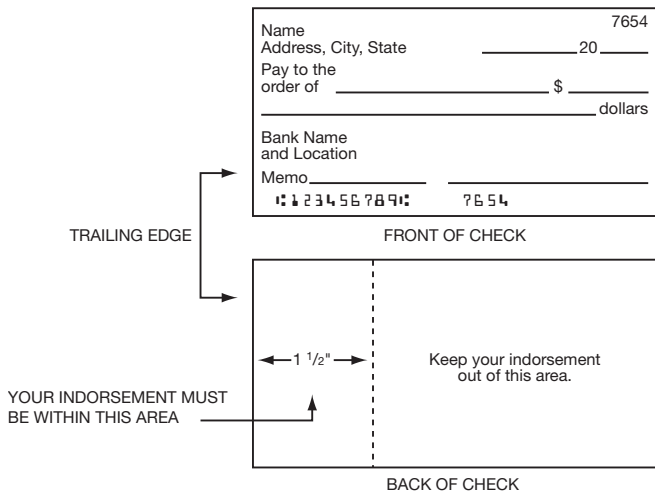 7654
Name
Address, City, State 20
Pay to the
order of $
dollars
Bank Name
and Location
Memo
⑆123456789⑆ 7654
TRAILING EDGE
FRONT OF CHECK
1 1/2"
Keep your indorsement
out of this area.
YOUR INDORSEMENT MUST
BE WITHIN THIS AREA
BACK OF CHECK